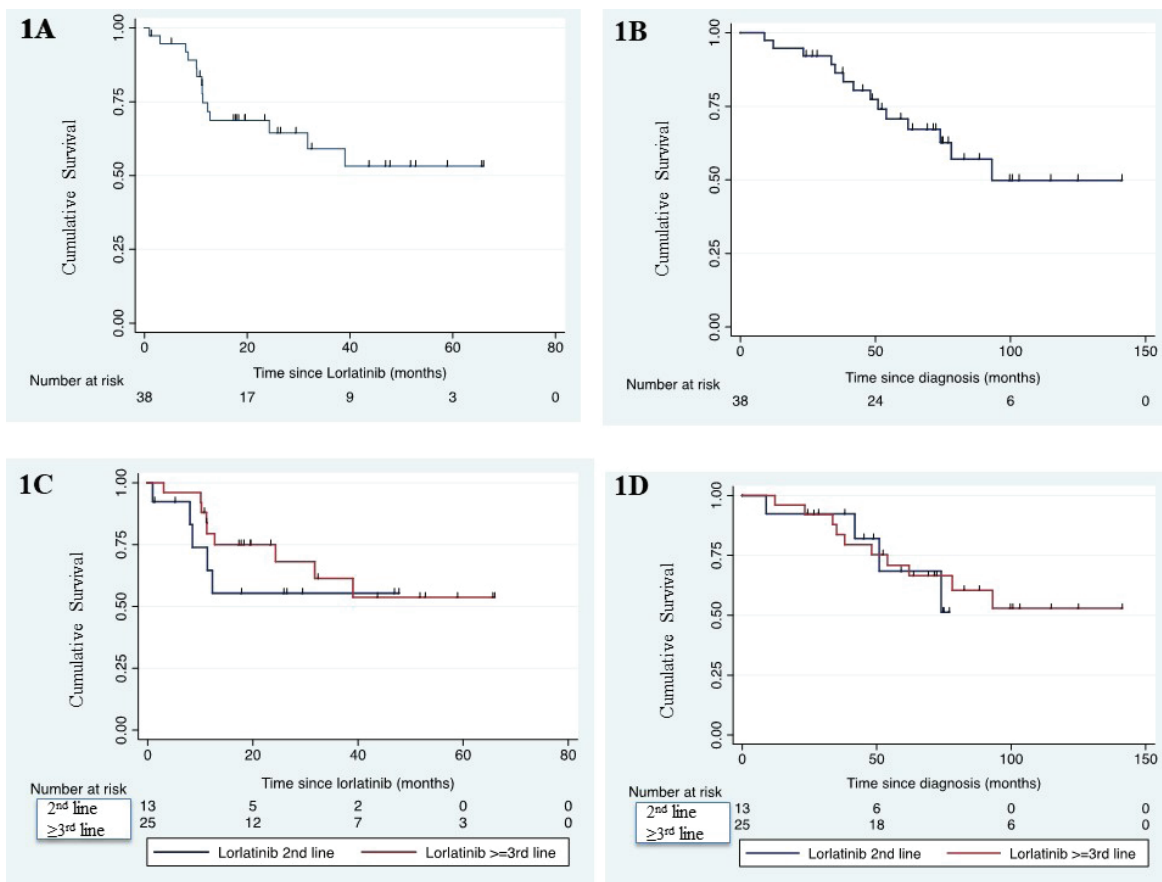 1A
1.00
0.75
0.50
0.25
0.00
Cumulative Survival
0 20 40 60 80
Time since Lorlatinib (months)
Number at risk
38 17 9 3 0
1B
1.00
0.75
0.50
0.25
0.00
Cumulative Survival
0 50 100 150
Time since diagnosis (months)
Number at risk
38 24 6 0
1C
1.00
0.75
0.50
0.25
0.00
Cumulative Survival
0 20 40 60 80
Time since lorlatinib (months)
Number at risk
2nd line 13 5 2 0 0
≥3rd line 25 12 7 3 0
Lorlatinib 2nd line Lorlatinib >=3rd line
1D
1.00
0.75
0.50
0.25
0.00
Cumulative Survival
0 50 100 150
Time since diagnosis (months)
Number at risk
2nd line 13 6 0 0
≥3rd line 25 18 6 0
Lorlatinib 2nd line Lorlatinib >=3rd line